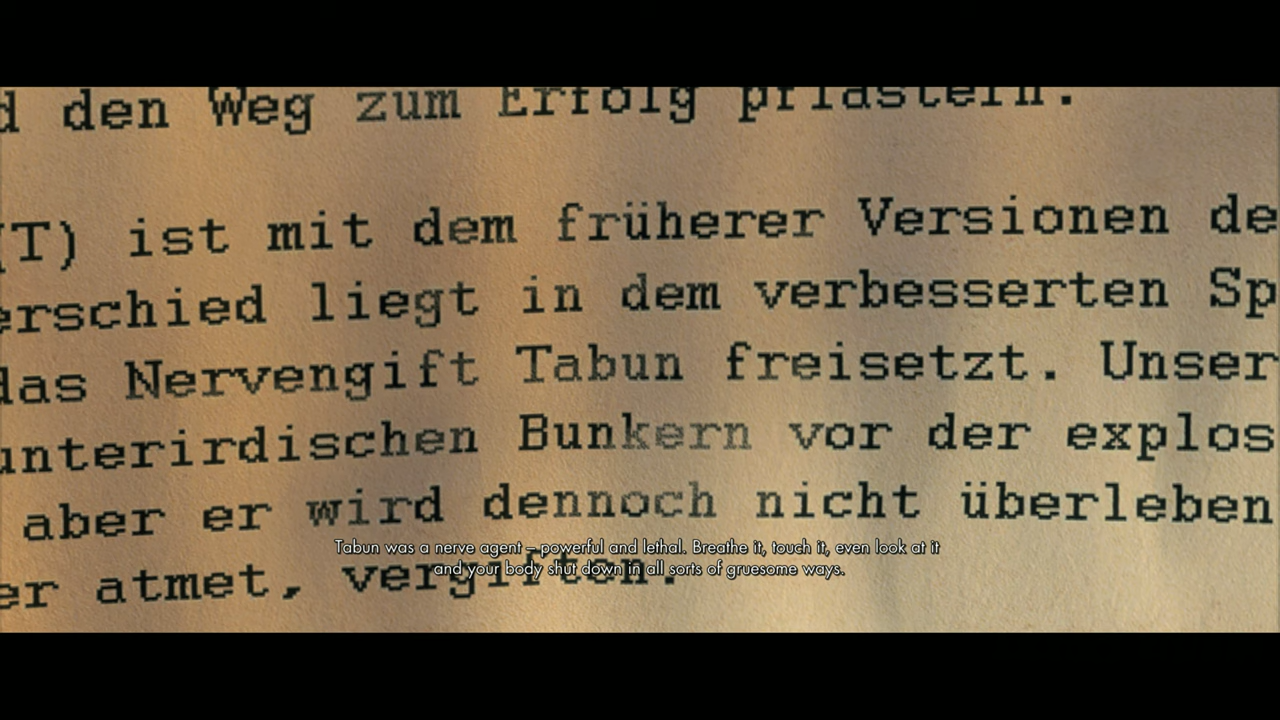 d den Weg zum Erfolg pflastern.
(T) ist mit dem früherer Versionen de
erschied liegt in dem verbesserten Sp
das Nervengift Tabun freisetzt. Unser
unterirdischen Bunkern vor der explos
aber er wird dennoch nicht überleben
Tabun was a nerve agent – powerful and lethal. Breathe it, touch it, even look at it
and your body shut down in all sorts of gruesome ways.
er atmet, vergiften.